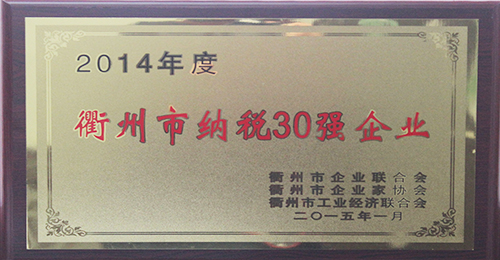 2014年度
衢州市纳税30强企业
衢州市企业联合会
衢州市企业家协会
衢州市工业经济联合会
二〇一五年一月